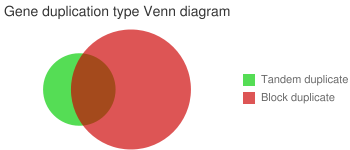 Gene duplication type Venn diagram
Tandem duplicate
Block duplicate